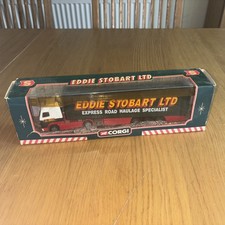 EDDIE STOBART LTD
EDDIE STOBART LTD
EXPRESS ROAD HAULAGE SPECIALIST
CORGI